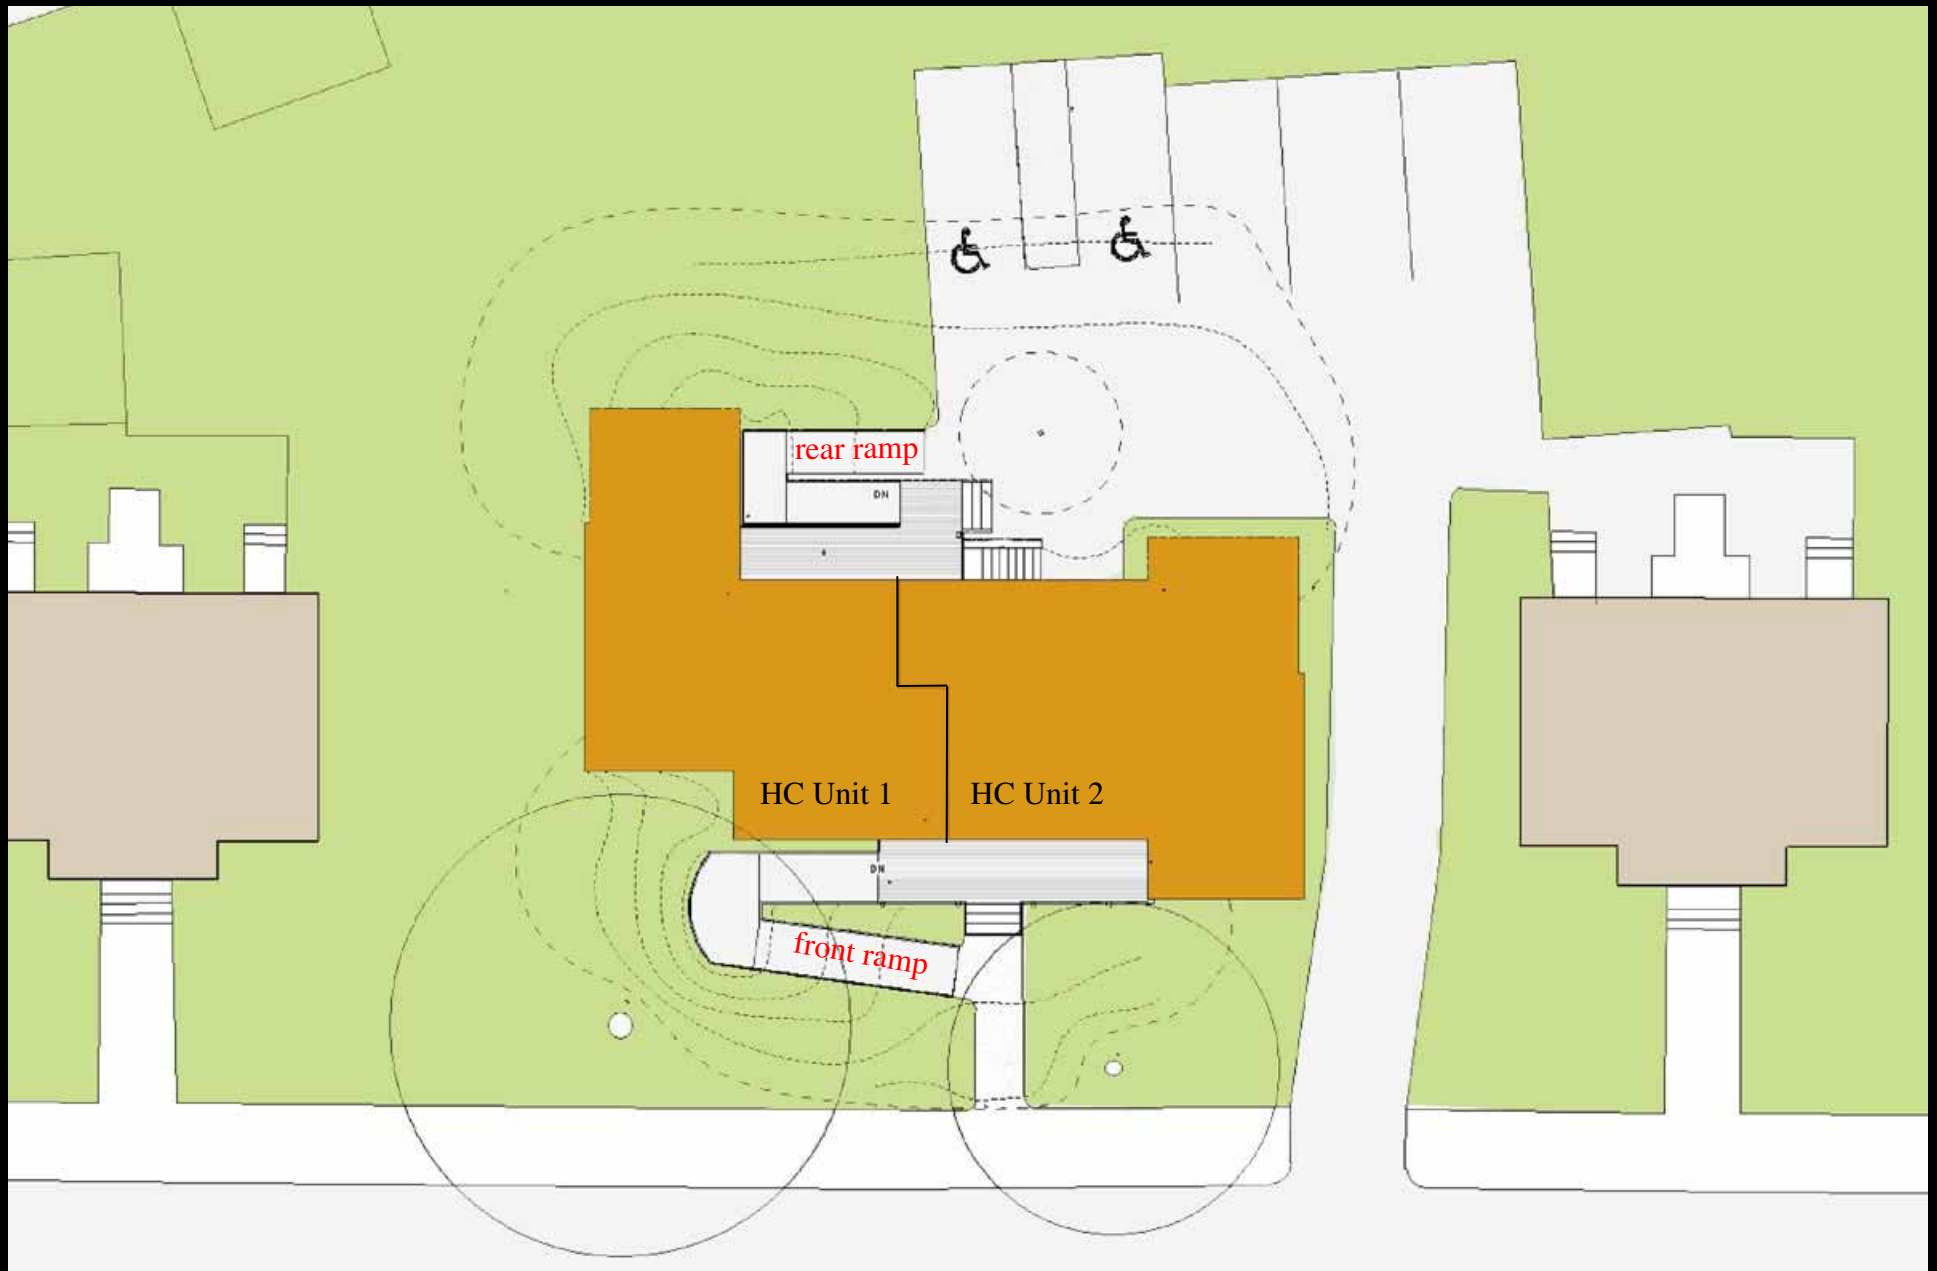 rear ramp
DN
HC Unit 1
HC Unit 2
DN
front ramp